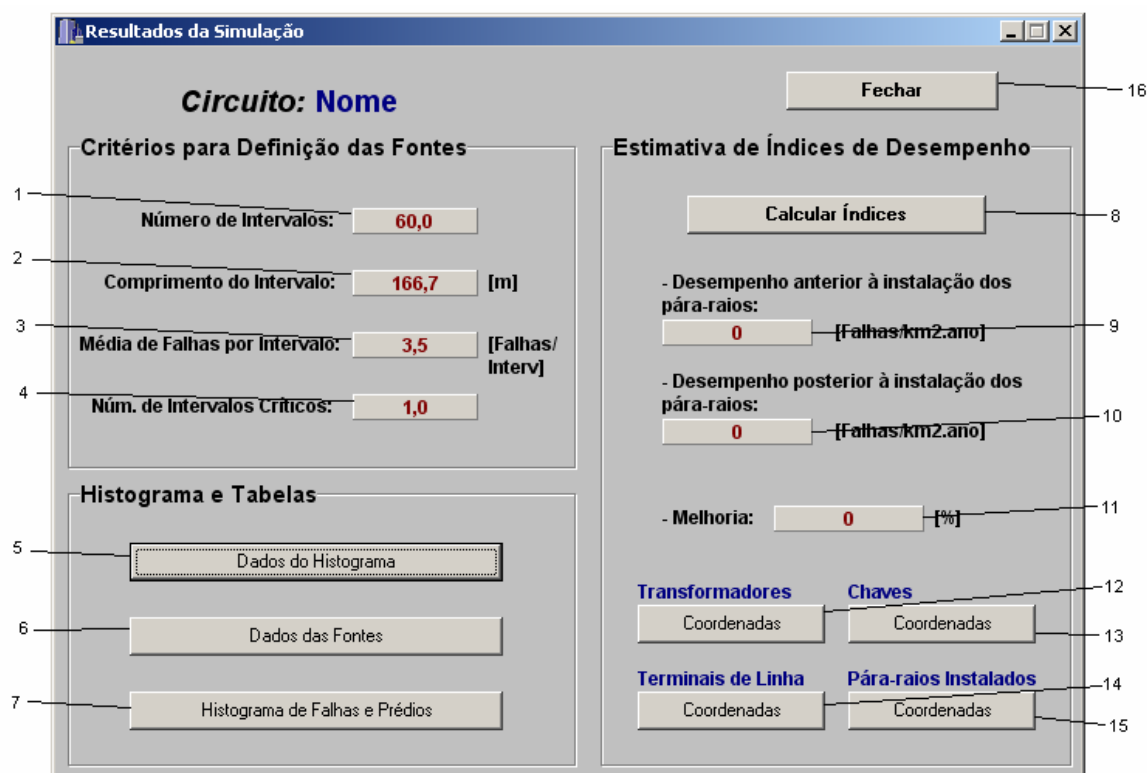 Resultados da Simulação
Circuito: Nome
Fechar
16
Critérios para Definição das Fontes
1
Número de Intervalos: 60,0
2
Comprimento do Intervalo: 166,7 [m]
3
Média de Falhas por Intervalo: 3,5 [Falhas/
Interv]
4
Núm. de Intervalos Críticos: 1,0
Histograma e Tabelas
5
Dados do Histograma
6
Dados das Fontes
7
Histograma de Falhas e Prédios
Estimativa de Índices de Desempenho
Calcular Índices
8
- Desempenho anterior à instalação dos
pára-raios:
0 [Falhas/km2.ano]
9
- Desempenho posterior à instalação dos
pára-raios:
0 [Falhas/km2.ano]
10
- Melhoria: 0 [%]
11
Transformadores Chaves
12
Coordenadas Coordenadas
13
Terminais de Linha Pára-raios Instalados
14
Coordenadas Coordenadas
15